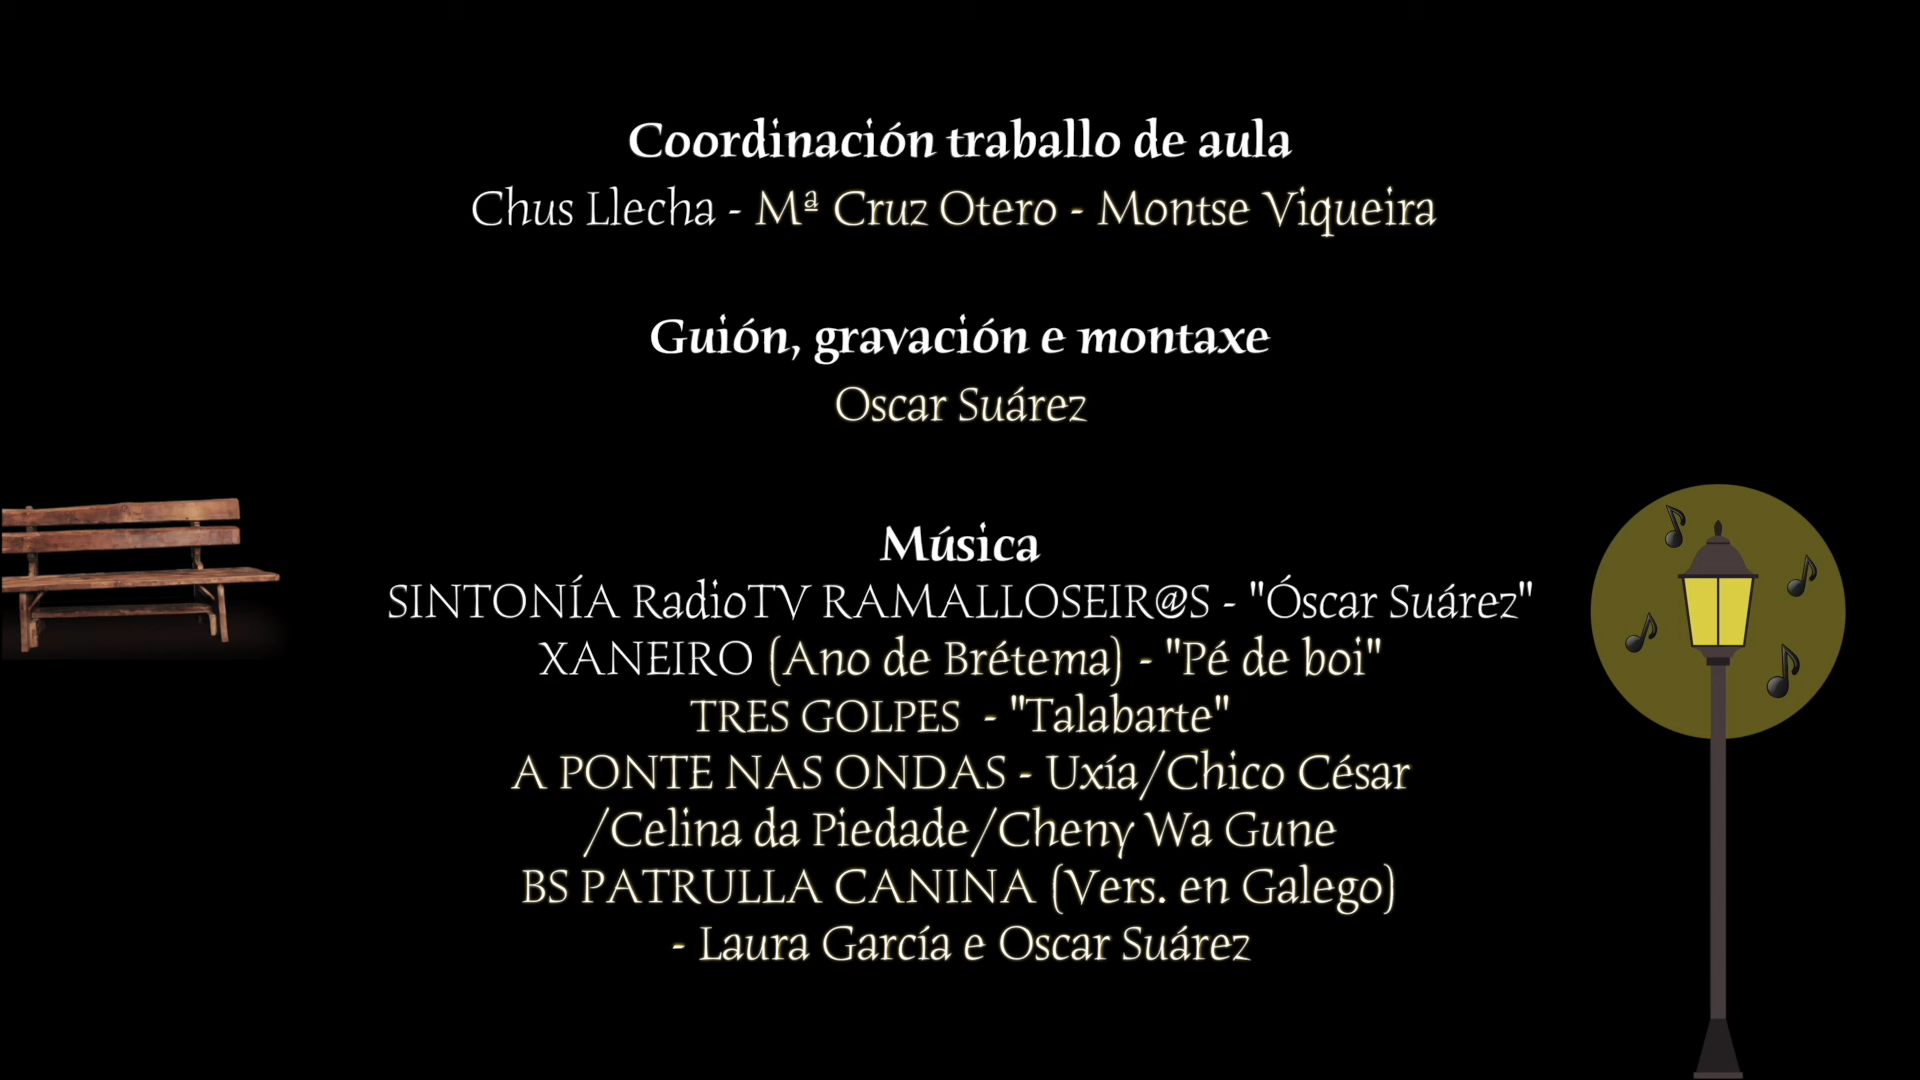 Coordinación traballo de aula
Chus Llecha - Mª Cruz Otero - Montse Viqueira
Guión, gravación e montaxe
Oscar Suárez
Música
SINTONÍA RadioTV RAMALLOSEIR@S - "Óscar Suárez"
XANEIRO (Ano de Brétema) - "Pé de boi"
TRES GOLPES - "Talabarte"
A PONTE NAS ONDAS - Uxía/Chico César
/Celina da Piedade/Cheny Wa Gune
BS PATRULLA CANINA (Vers. en Galego)
- Laura García e Oscar Suárez